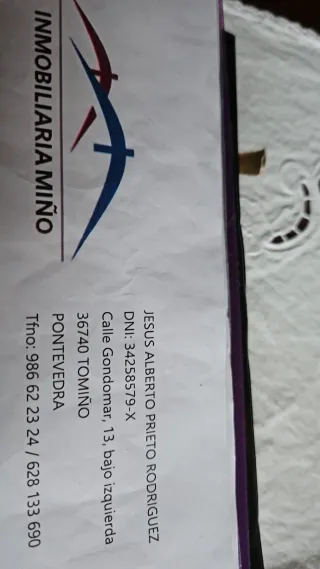 INMOBILIARIA MIÑO
JESUS ALBERTO PRIETO RODRIGUEZ
DNI: 34258579-X
Calle Gondomar, 13, bajo izquierda
36740 TOMIÑO
PONTEVEDRA
Tfno: 986 62 23 24 / 628 133 690